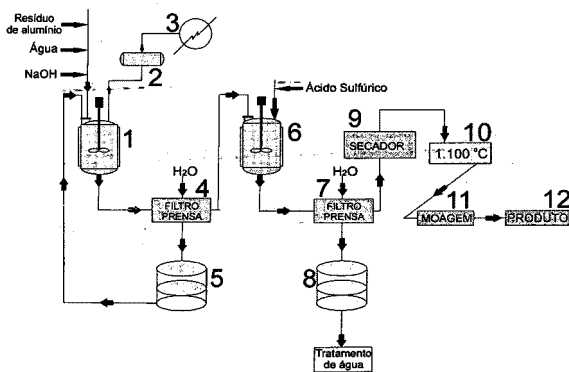 Resíduo
de alumínio
Água
NaOH
3
2
1
6
Ácido Sulfúrico
9
SECADOR
10
1.100 °C
H₂O
4
FILTRO
PRENSA
H₂O
7
FILTRO
PRENSA
11
MOAGEM
12
PRODUTO
5
8
Tratamento
de água